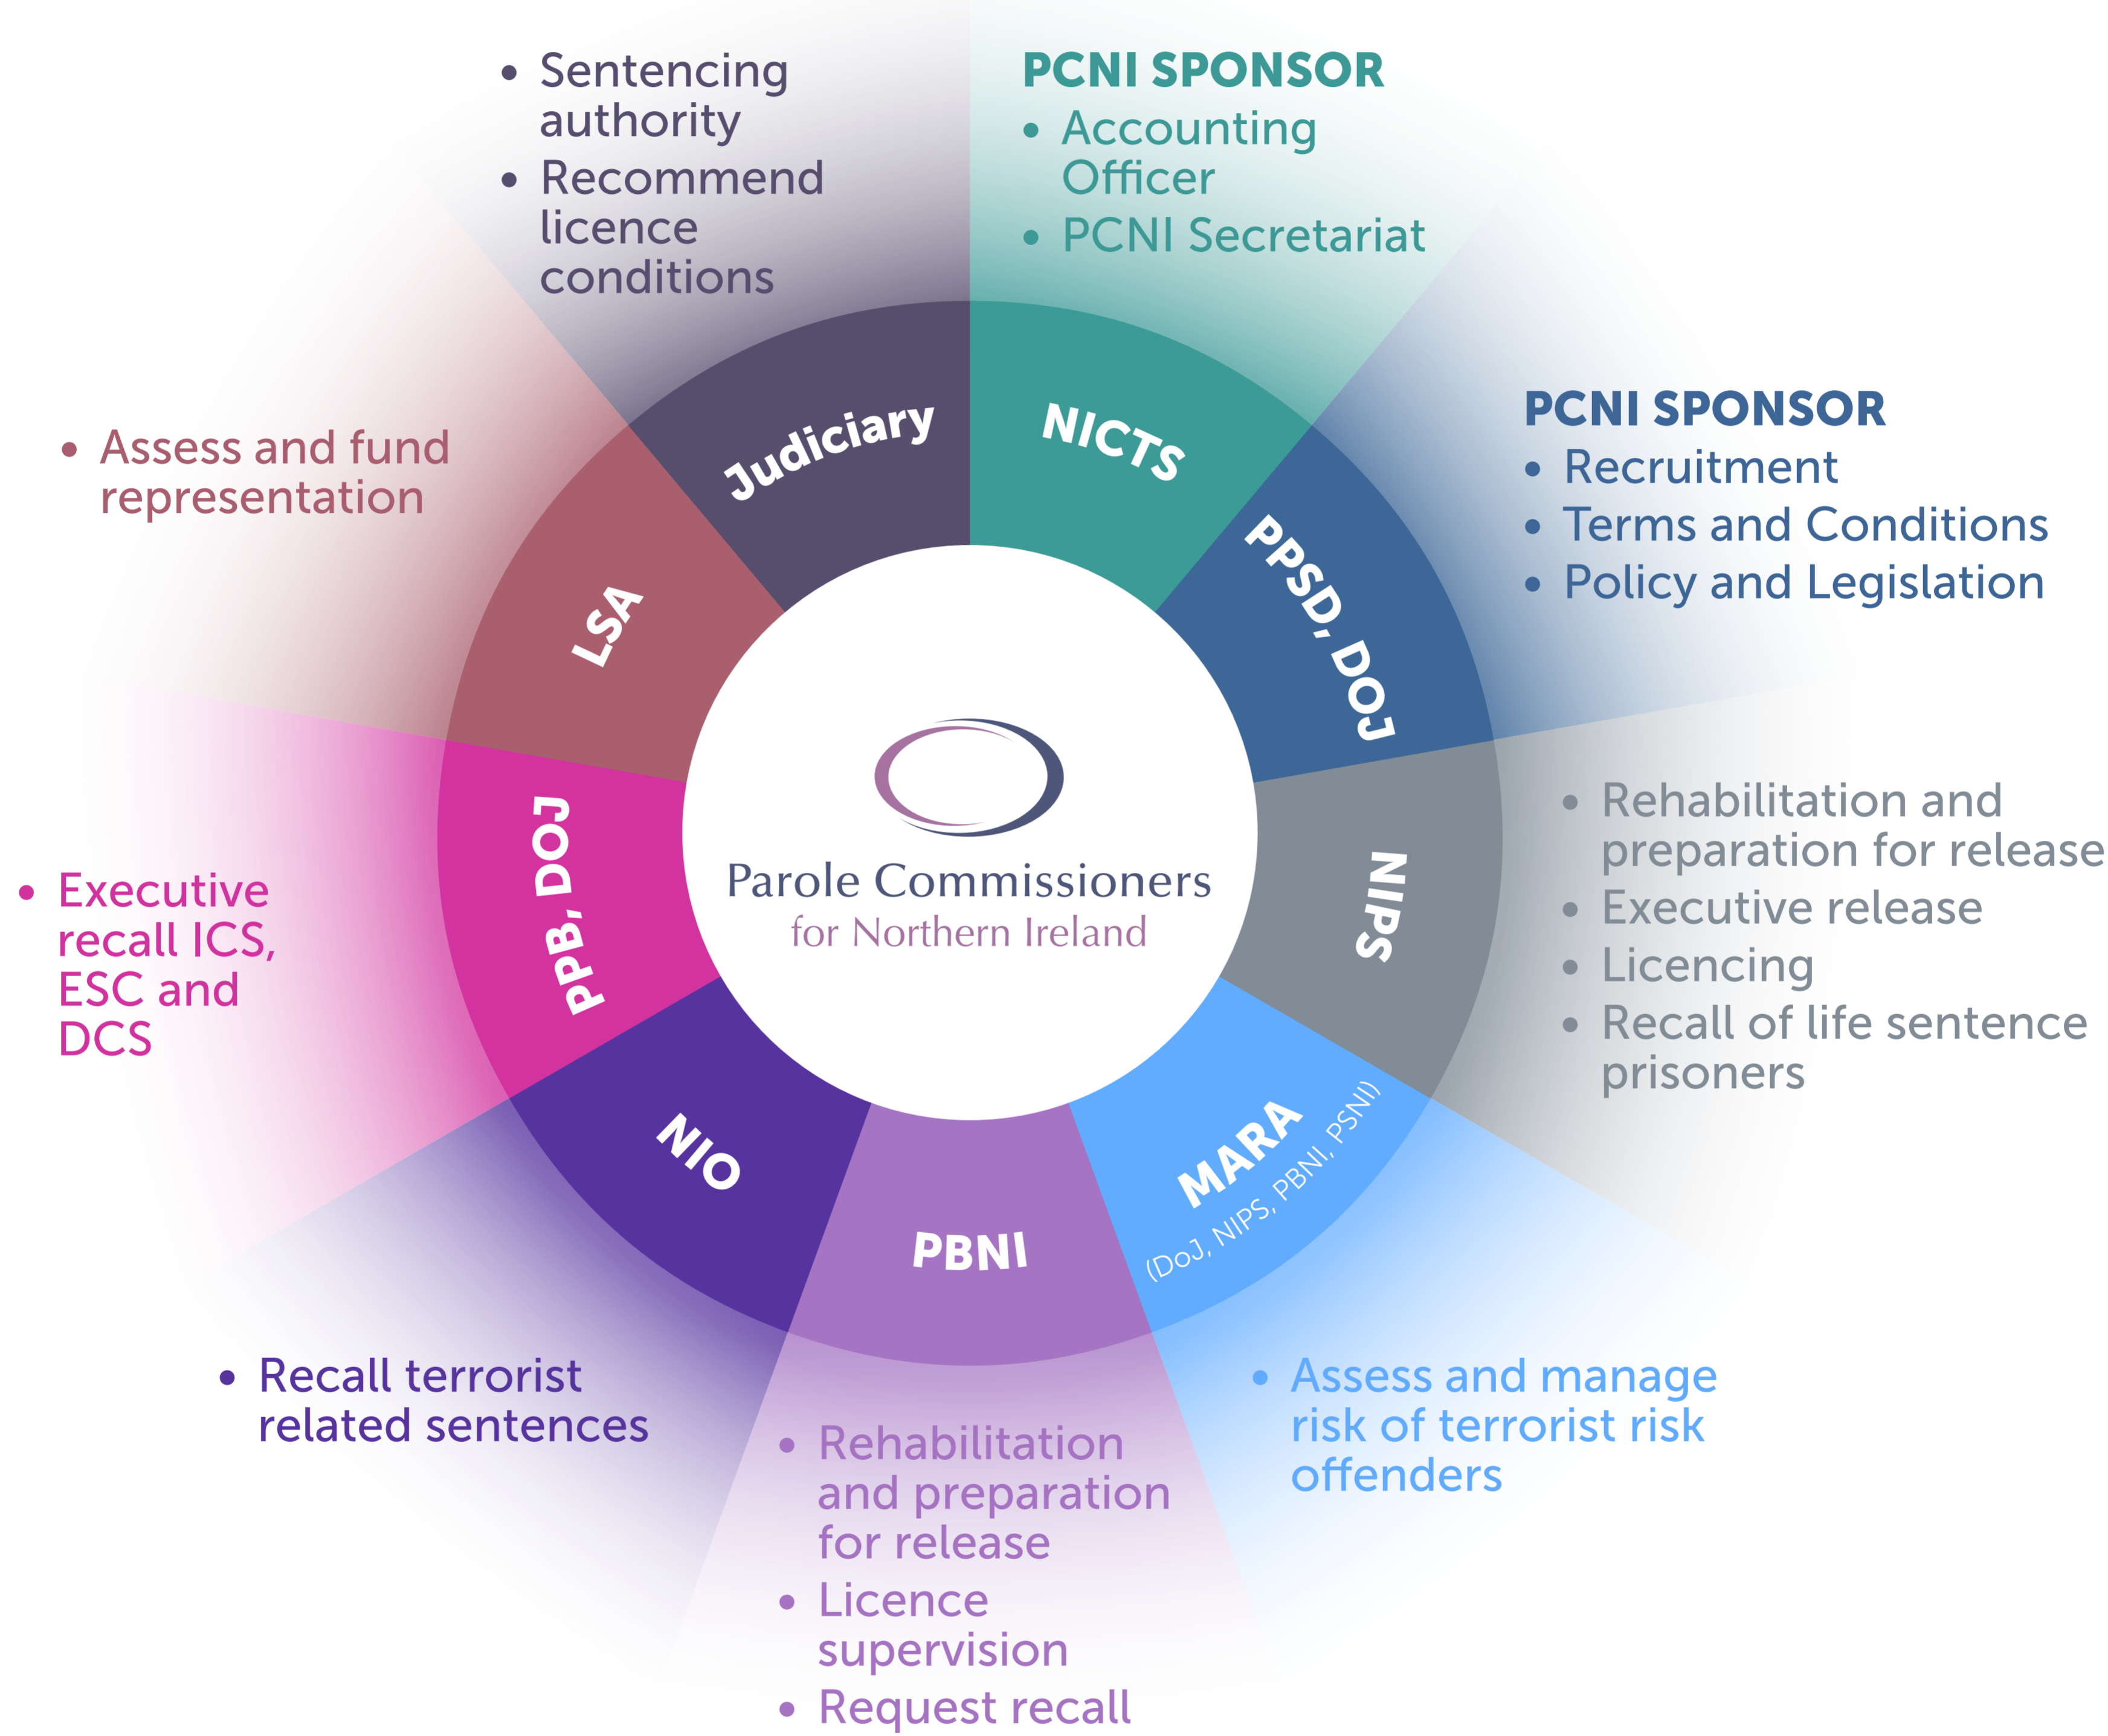 • Sentencing
authority
• Recommend
licence
conditions
PCNI SPONSOR
• Accounting
Officer
• PCNI Secretariat
PCNI SPONSOR
• Recruitment
• Terms and Conditions
• Policy and Legislation
• Rehabilitation and
preparation for release
• Executive release
• Licencing
• Recall of life sentence
prisoners
• Assess and manage
risk of terrorist risk
offenders
• Rehabilitation
and preparation
for release
• Licence
supervision
• Request recall
• Recall terrorist
related sentences
• Executive
recall ICS,
ESC and
DCS
• Assess and fund
representation
Judiciary
NICTS
PPSD, DOJ
NIPS
MARA
(DoJ, NIPS, PBNI, PSNI)
PBNI
NIO
PPB, DOJ
LSA
Parole Commissioners
for Northern Ireland